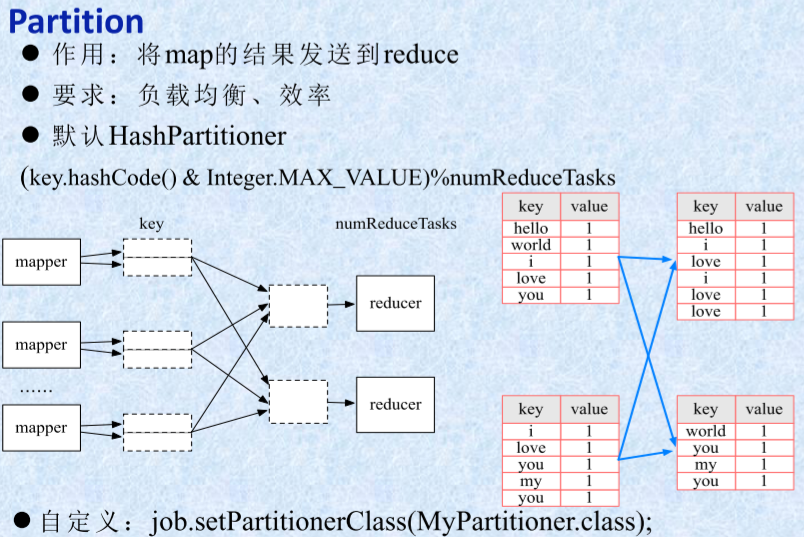 Partition
● 作用：将map的结果发送到reduce
● 要求：负载均衡、效率
● 默认HashPartitioner
(key.hashCode() & Integer.MAX_VALUE)%numReduceTasks
key
numReduceTasks
mapper
mapper
……
mapper
reducer
reducer
key value
hello 1
world 1
i 1
love 1
you 1
key value
hello 1
i 1
love 1
i 1
love 1
love 1
key value
i 1
love 1
you 1
my 1
you 1
key value
world 1
you 1
my 1
you 1
● 自定义：job.setPartitionerClass(MyPartitioner.class);